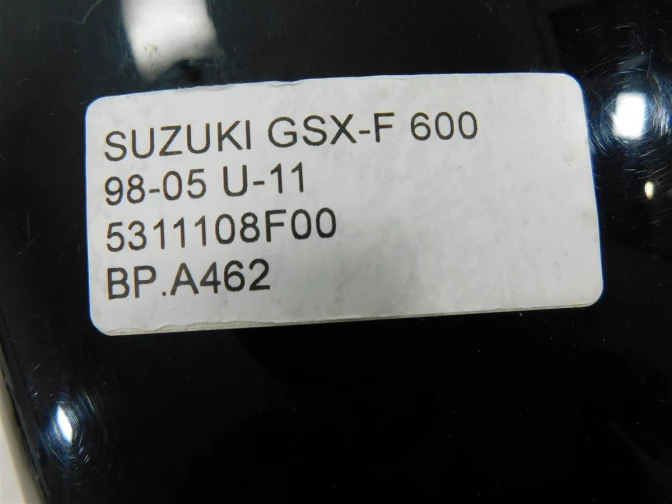 SUZUKI GSX-F 600
98-05 U-11
5311108F00
BP.A462